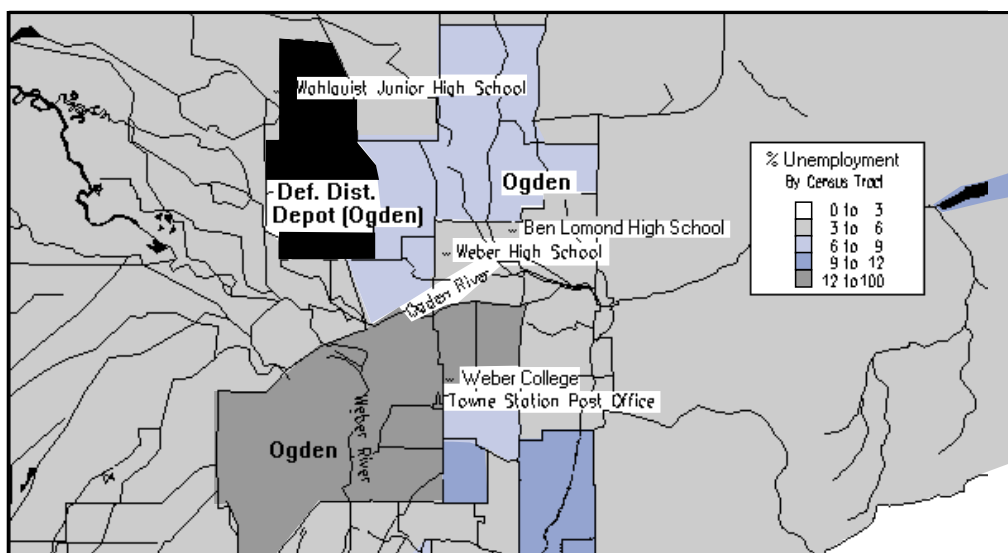 Wahlquist Junior High School
Def. Dist.
Depot (Ogden)
Ogden
Ben Lomond High School
Weber High School
Ogden River
Weber College
Towne Station Post Office
Weber River
Ogden
% Unemployment
By Census Tract
0 to 3
3 to 6
6 to 9
9 to 12
12 to 100